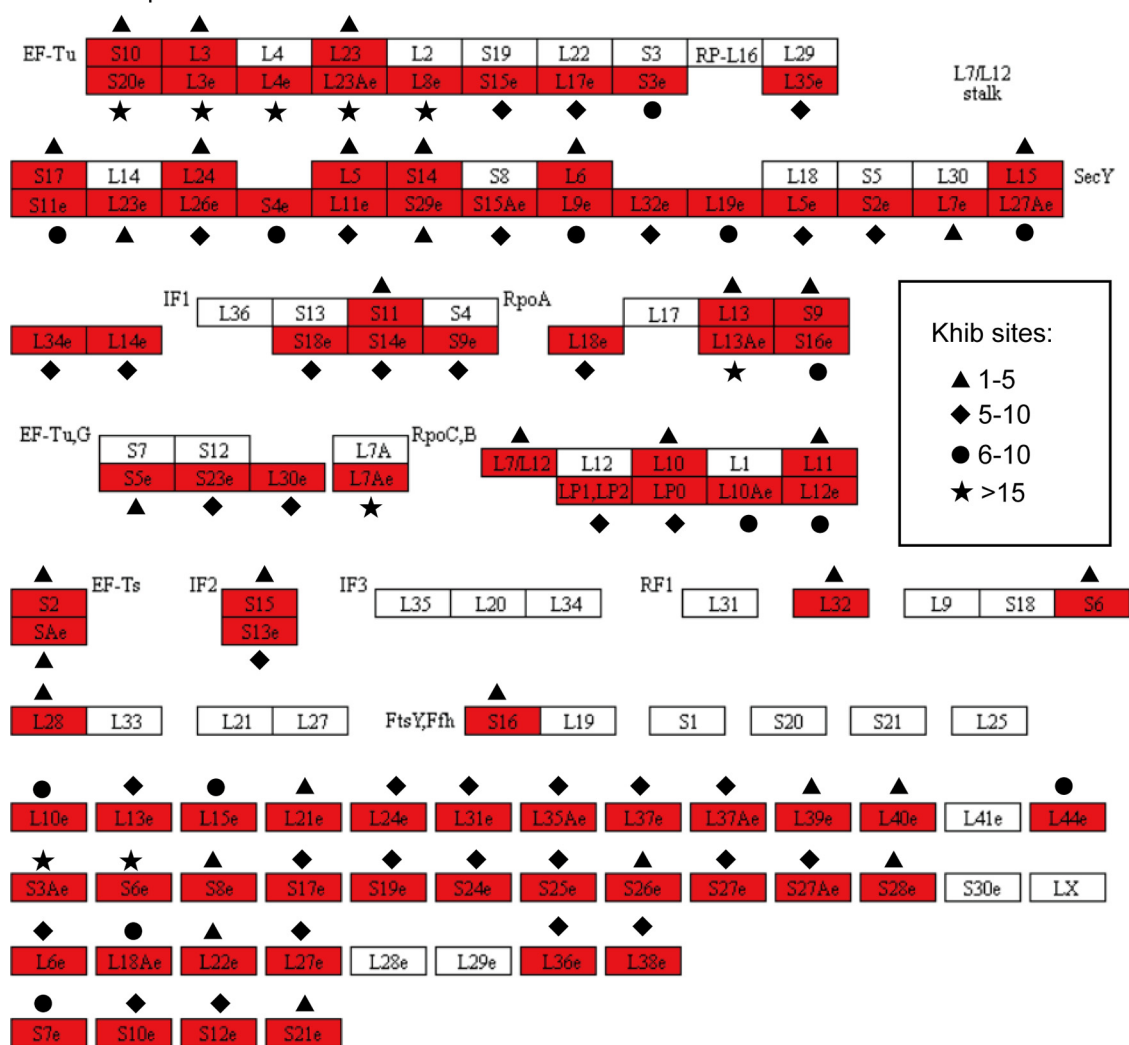 EF-Tu S10 L3 L4 L23 L2 S19 L22 S3 RP-L16 L29
S20e L3e L4e L23Ae L8e S15e L17e S3e L35e
L7/L12
stalk
S17 L14 L24 L5 S14 S8 L6 L18 S5 L30 L15 SecY
S11e L23e L26e S4e L11e S29e S15Ae L9e L32e L19e L5e S2e L7e L27Ae
IF1 L36 S13 S11 S4 RpoA L17 L13 S9
L34e L14e S18e S14e S9e L18e L13Ae S16e
Khib sites:
1-5
5-10
6-10
>15
EF-Tu,G S7 S12 L7A RpoC,B L7/L12 L12 L10 L1 L11
S5e S23e L30e L7Ae LP1,LP2 LP0 L10Ae L12e
S2 EF-Ts IF2 S15 IF3 L35 L20 L34 RF1 L31 L32 L9 S18 S6
SAe S13e
L28 L33 L21 L27 FtsY,Ffh S16 L19 S1 S20 S21 L25
L10e L13e L15e L21e L24e L31e L35Ae L37e L37Ae L39e L40e L41e L44e
S3Ae S6e S8e S17e S19e S24e S25e S26e S27e S27Ae S28e S30e LX
L6e L18Ae L22e L27e L28e L29e L36e L38e
S7e S10e S12e S21e